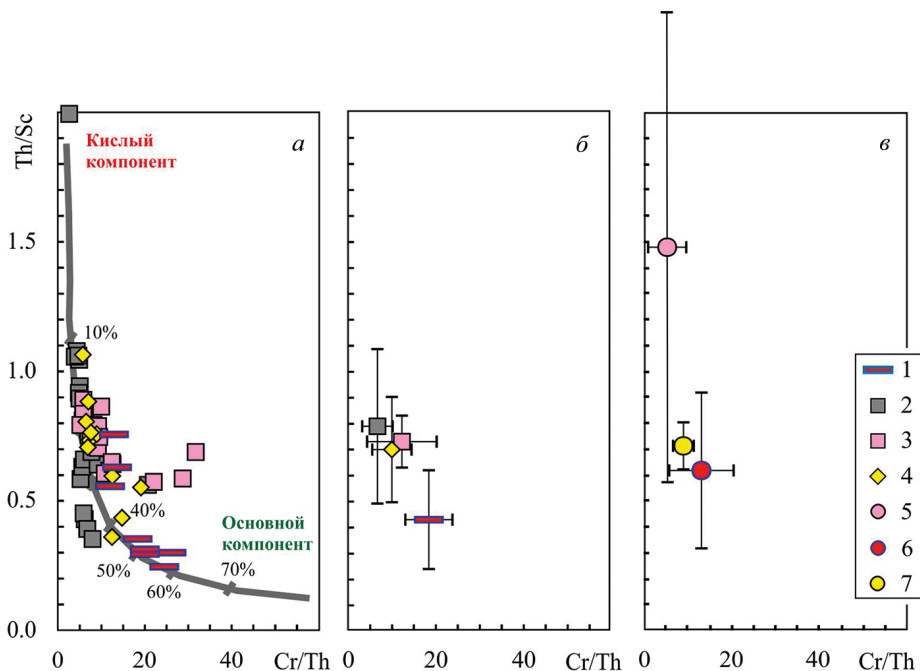 Th/Sc
Кислый
компонент
а
б
в
1.5
10%
1.0
1
2
3
0.5
40%
4
Основной
компонент
5
50%
70%
6
60%
7
0.0
0 20 40 Cr/Th
0 20 40 Cr/Th
0 20 40 Cr/Th